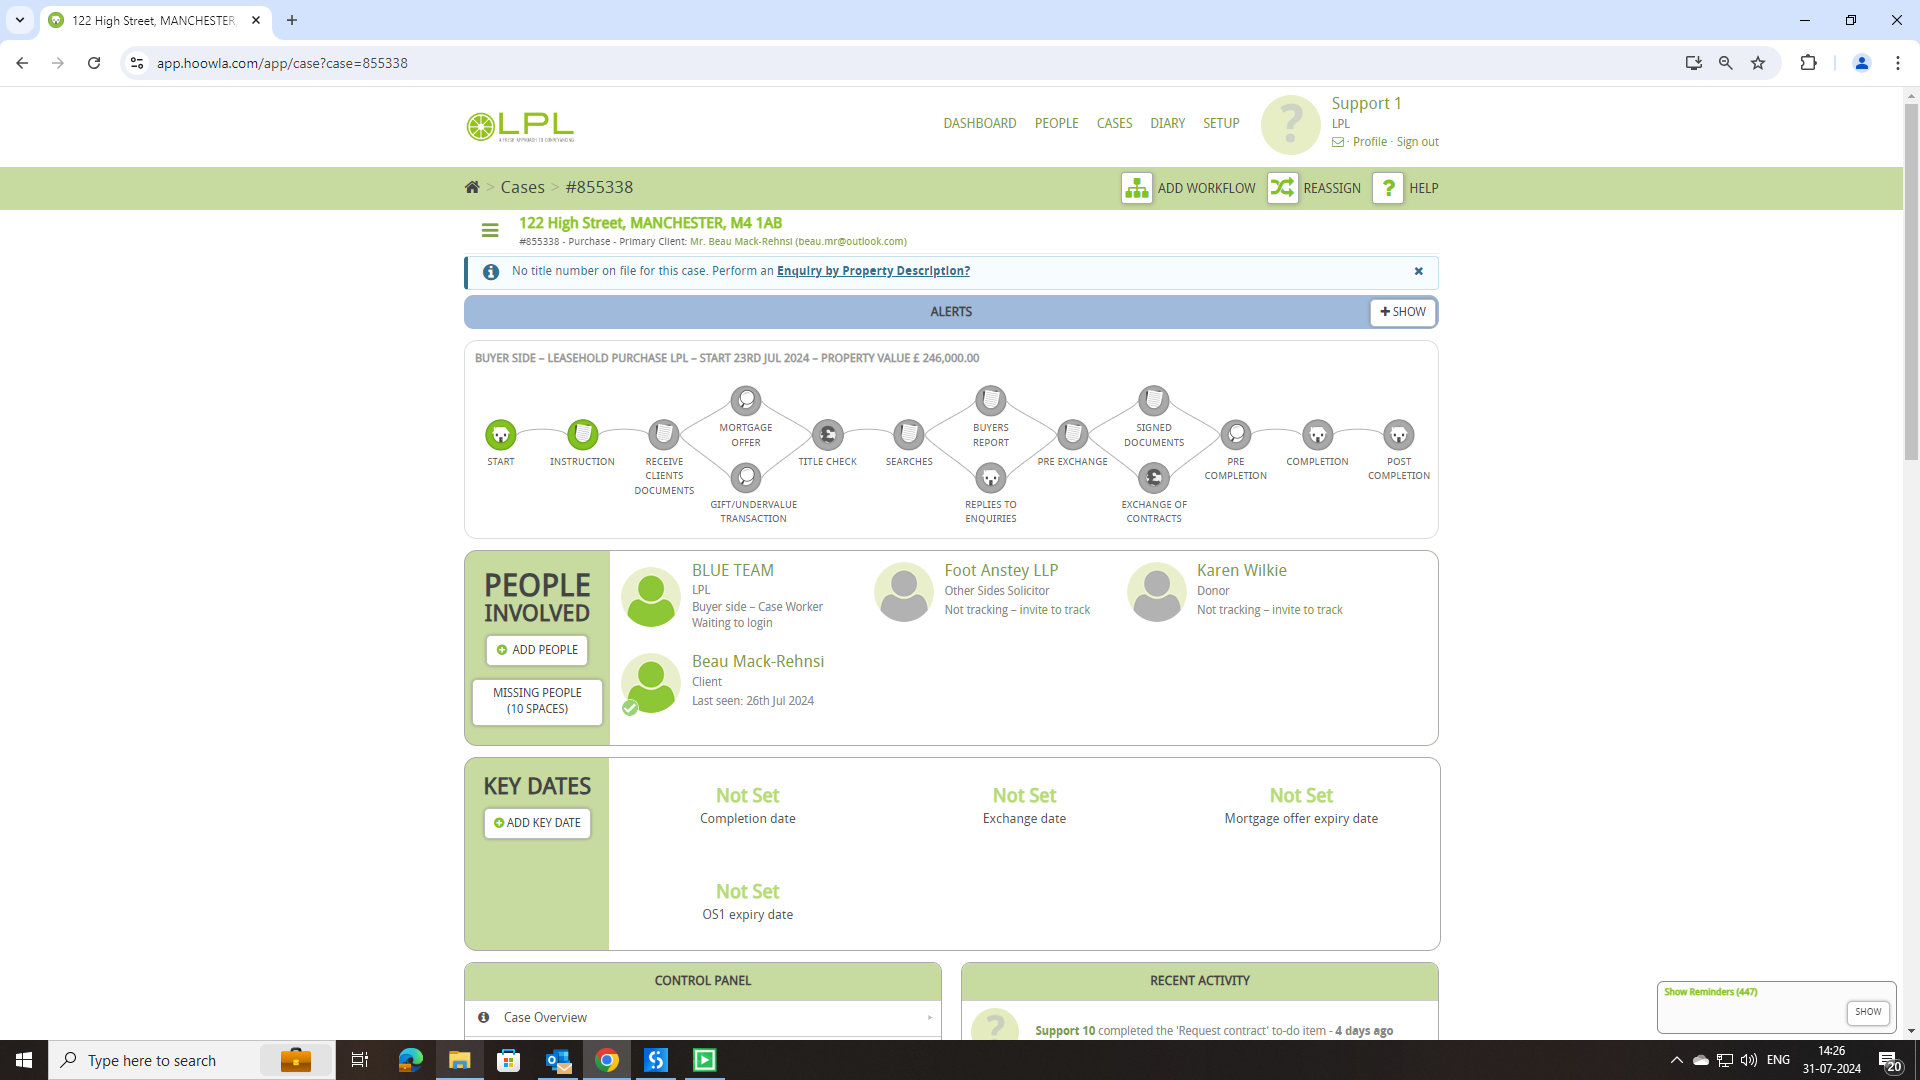 122 High Street, MANCHESTER,
app.hoowla.com/app/case?case=855338
LPL
DASHBOARD PEOPLE CASES DIARY SETUP
Support 1
LPL
· Profile · Sign out
> Cases > #855338
ADD WORKFLOW REASSIGN HELP
122 High Street, MANCHESTER, M4 1AB
#855338 - Purchase - Primary Client: Mr. Beau Mack-Rehnsi (beau.mr@outlook.com)
No title number on file for this case. Perform an Enquiry by Property Description?
ALERTS
SHOW
BUYER SIDE – LEASEHOLD PURCHASE LPL – START 23RD JUL 2024 – PROPERTY VALUE £ 246,000.00
START
INSTRUCTION
RECEIVE
CLIENTS
DOCUMENTS
MORTGAGE
OFFER
GIFT/UNDERVALUE
TRANSACTION
TITLE CHECK
SEARCHES
BUYERS
REPORT
REPLIES TO
ENQUIRIES
PRE EXCHANGE
SIGNED
DOCUMENTS
EXCHANGE OF
CONTRACTS
PRE
COMPLETION
COMPLETION
POST
COMPLETION
PEOPLE
INVOLVED
ADD PEOPLE
MISSING PEOPLE
(10 SPACES)
BLUE TEAM
LPL
Buyer side – Case Worker
Waiting to login
Foot Anstey LLP
Other Sides Solicitor
Not tracking – invite to track
Karen Wilkie
Donor
Not tracking – invite to track
Beau Mack-Rehnsi
Client
Last seen: 26th Jul 2024
KEY DATES
ADD KEY DATE
Not Set
Completion date
Not Set
Exchange date
Not Set
Mortgage offer expiry date
Not Set
OS1 expiry date
CONTROL PANEL
Case Overview
RECENT ACTIVITY
Support 10 completed the 'Request contract' to-do item - 4 days ago
Show Reminders (447)
SHOW
Type here to search
ENG
14:26
31-07-2024
20